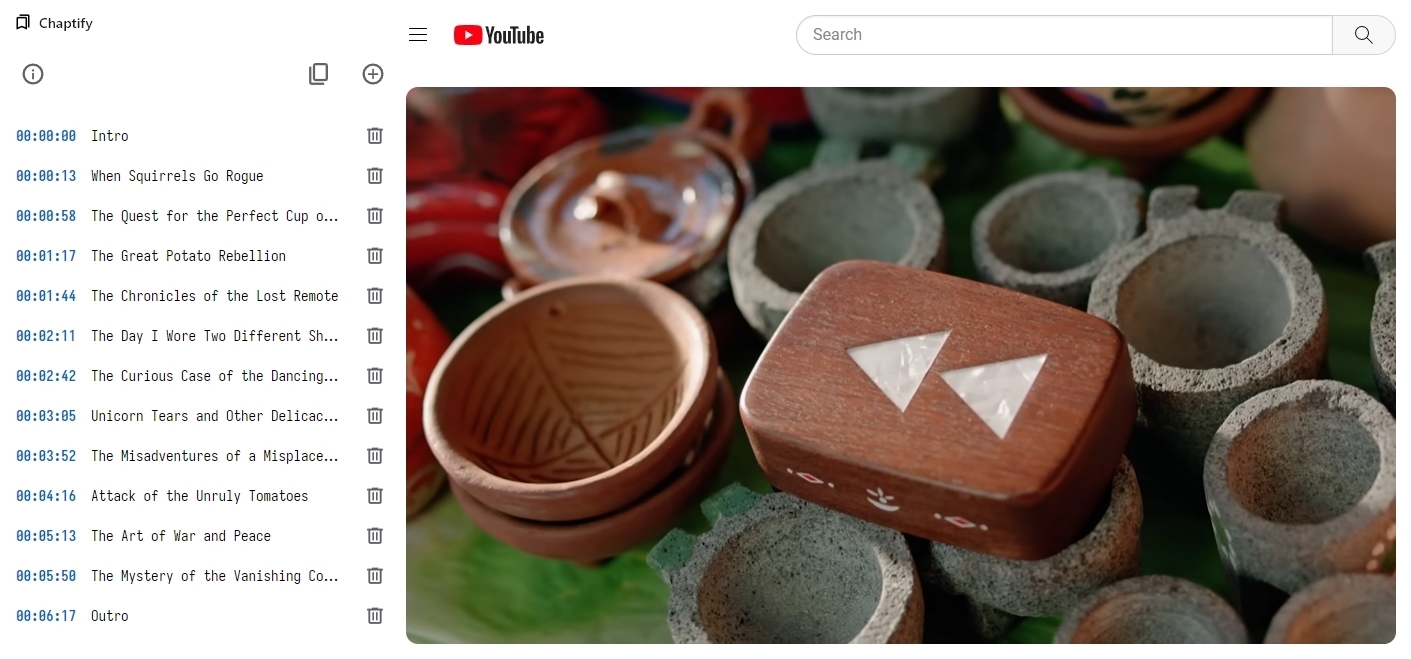 Chaptify
YouTube
Search
00:00:00 Intro
00:00:13 When Squirrels Go Rogue
00:00:58 The Quest for the Perfect Cup o...
00:01:17 The Great Potato Rebellion
00:01:44 The Chronicles of the Lost Remote
00:02:11 The Day I Wore Two Different Sh...
00:02:42 The Curious Case of the Dancing...
00:03:05 Unicorn Tears and Other Delicac...
00:03:52 The Misadventures of a Misplace...
00:04:16 Attack of the Unruly Tomatoes
00:05:13 The Art of War and Peace
00:05:50 The Mystery of the Vanishing Co...
00:06:17 Outro